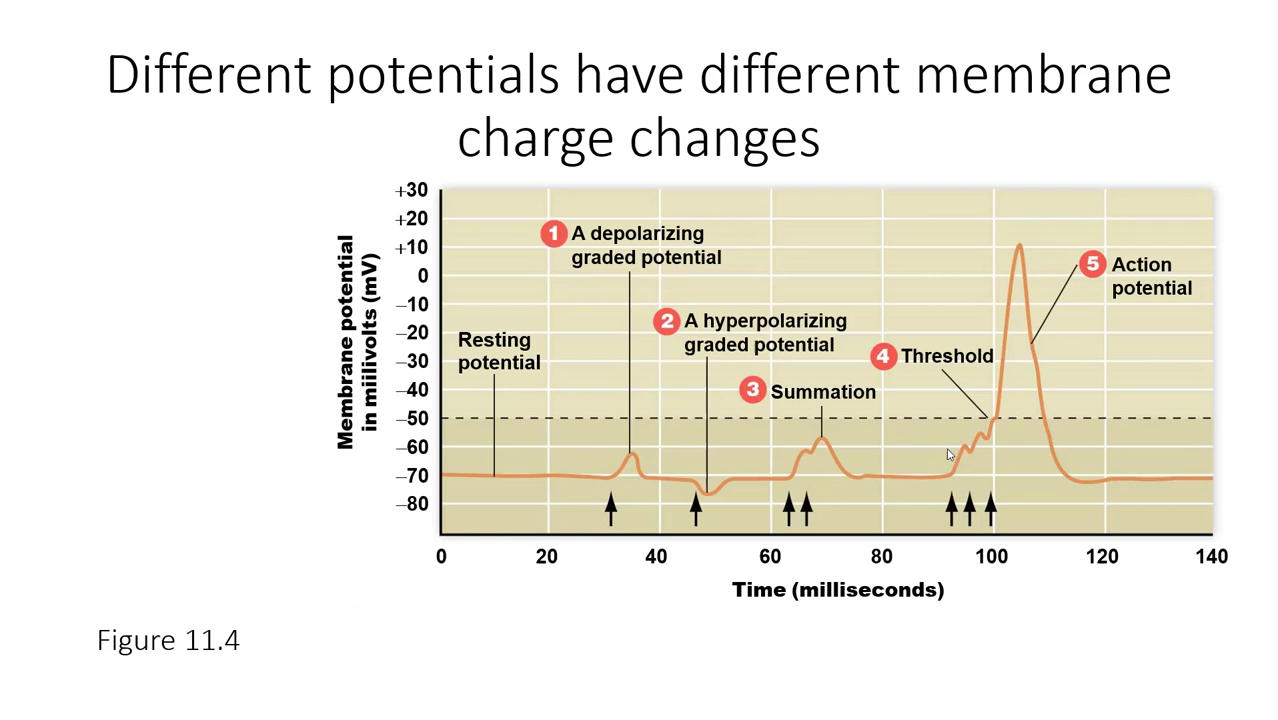 Different potentials have different membrane
charge changes
Membrane potential
in miilivolts (mV)
+30
+20
+10
0
–10
–20
–30
–40
–50
–60
–70
–80
Resting
potential
1 A depolarizing
graded potential
2 A hyperpolarizing
graded potential
3 Summation
4 Threshold
5 Action
potential
0 20 40 60 80 100 120 140
Time (milliseconds)
Figure 11.4